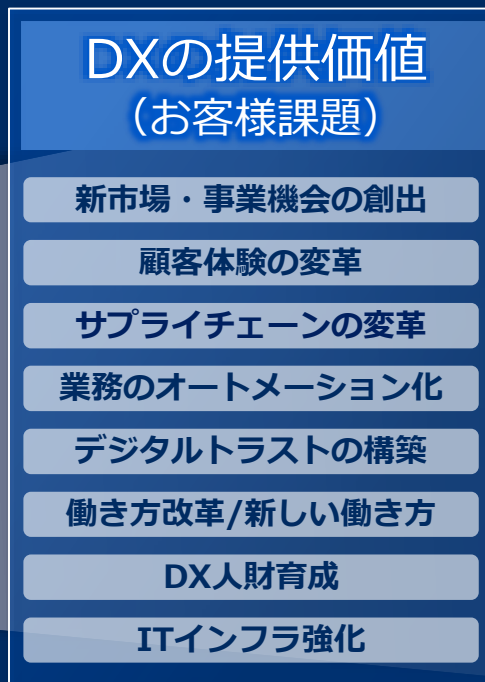 DXの提供価値
（お客様課題）
新市場・事業機会の創出
顧客体験の変革
サプライチェーンの変革
業務のオートメーション化
デジタルトラストの構築
働き方改革/新しい働き方
DX人財育成
ITインフラ強化